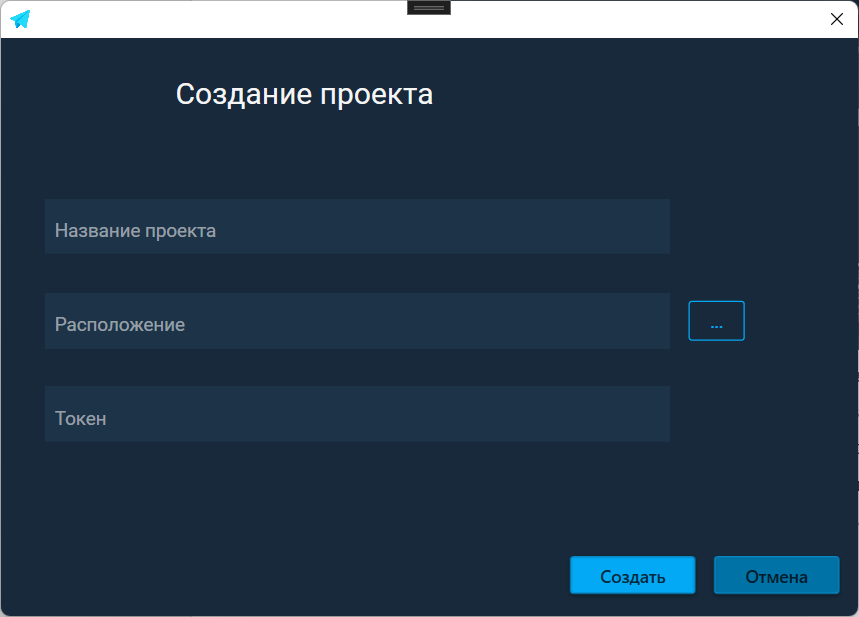 Создание проекта
Название проекта
Расположение
...
Токен
Создать
Отмена